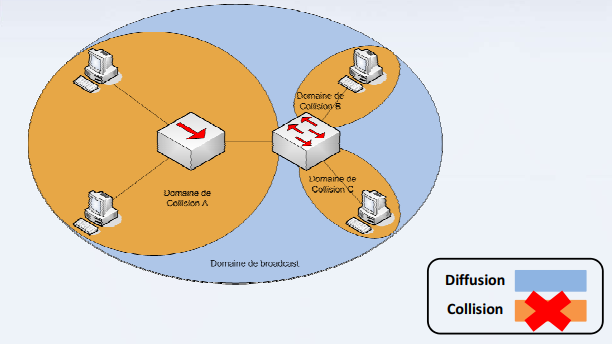 Domaine de
Collision B
Domaine de
Collision C
Domaine de
Collision A
Domaine de broadcast
Diffusion
Collision